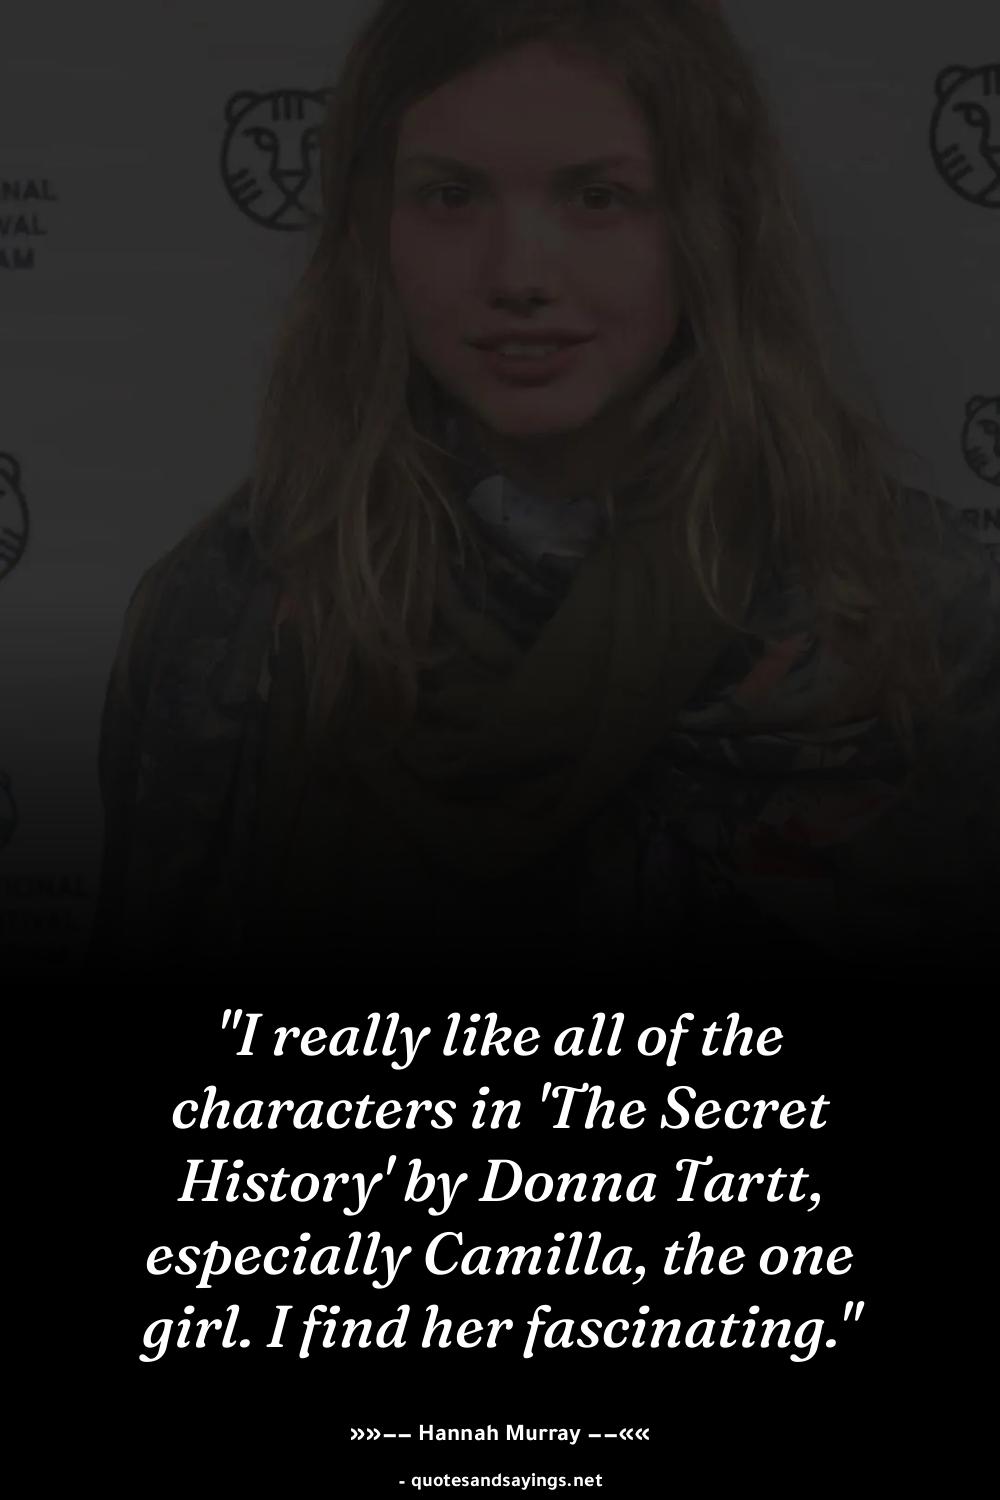 NAL
VAL
AM
"I really like all of the
characters in 'The Secret
History' by Donna Tartt,
especially Camilla, the one
girl. I find her fascinating."
»»–– Hannah Murray ––««
- quotesandsayings.net